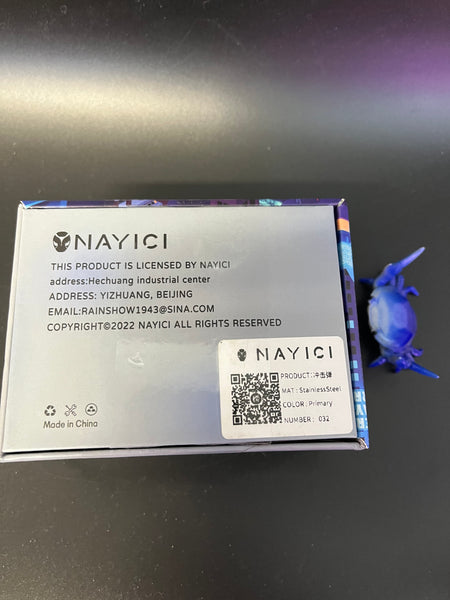 NAYICI
THIS PRODUCT IS LICENSED BY NAYICI
address:Hechuang industrial center
ADDRESS: YIZHUANG, BEIJING
EMAIL:RAINSHOW1943@SINA.COM
COPYRIGHT©2022 NAYICI ALL RIGHTS RESERVED
Made in China
NAYICI
PRODUCT:冲击弹
MAT : StainlessSteel
COLOR : Primary
NUMBER : 032